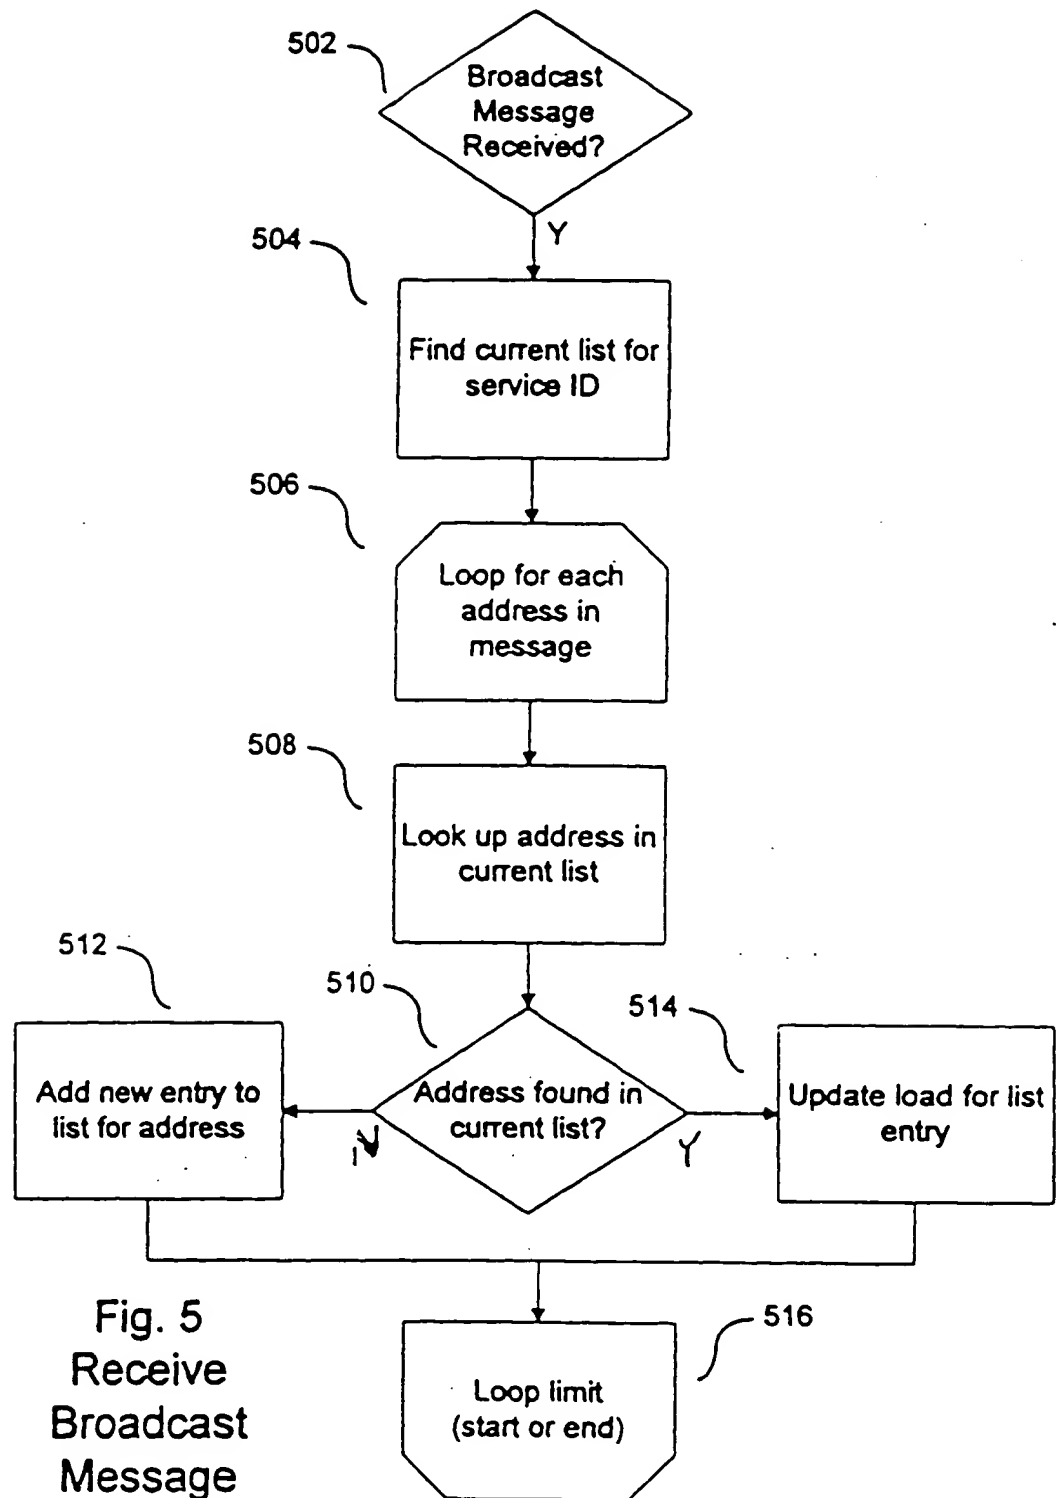 502
Broadcast
Message
Received?
Y
504
Find current list for
service ID
506
Loop for each
address in
message
508
Look up address in
current list
512
510
514
Add new entry to
list for address
Address found in
current list?
Update load for list
entry
N
Y
Fig. 5
Receive
Broadcast
Message
516
Loop limit
(start or end)